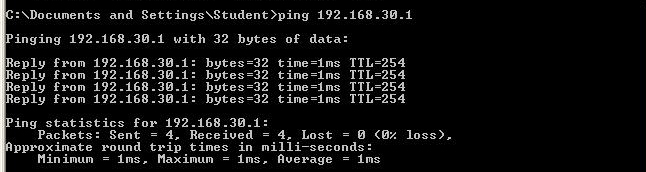 C:\Documents and Settings\Student>ping 192.168.30.1
Pinging 192.168.30.1 with 32 bytes of data:
Reply from 192.168.30.1: bytes=32 time=1ms TTL=254
Reply from 192.168.30.1: bytes=32 time=1ms TTL=254
Reply from 192.168.30.1: bytes=32 time=1ms TTL=254
Reply from 192.168.30.1: bytes=32 time=1ms TTL=254
Ping statistics for 192.168.30.1:
    Packets: Sent = 4, Received = 4, Lost = 0 (0% loss),
Approximate round trip times in milli-seconds:
    Minimum = 1ms, Maximum = 1ms, Average = 1ms